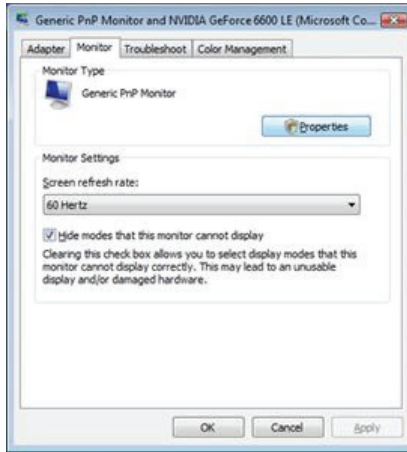 Generic PnP Monitor and NVIDIA GeForce 6600 LE (Microsoft Co...
Adapter Monitor Troubleshoot Color Management
Monitor Type
Generic PnP Monitor
Properties
Monitor Settings
Screen refresh rate:
60 Hertz
Hide modes that this monitor cannot display
Clearing this check box allows you to select display modes that this
monitor cannot display correctly. This may lead to an unusable
display and/or damaged hardware.
OK Cancel Apply